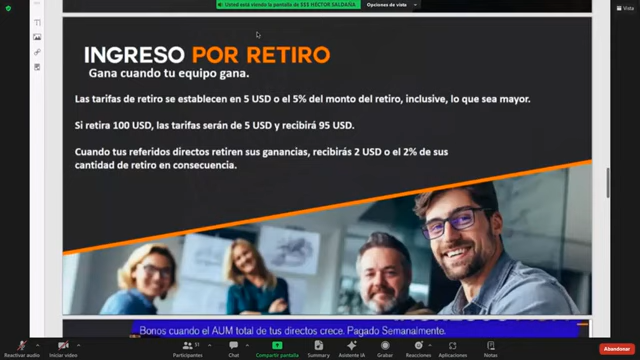 Usted está viendo la pantalla de EEE HÉCTOR SALDAÑA
Opciones de vista
Vista
INGRESO POR RETIRO
Gana cuando tu equipo gana.
Las tarifas de retiro se establecen en 5 USD o el 5% del monto del retiro, inclusive, lo que sea mayor.
Si retira 100 USD, las tarifas serán de 5 USD y recibirá 95 USD.
Cuando tus referidos directos retiren sus ganancias, recibirás 2 USD o el 2% de sus
cantidad de retiro en consecuencia.
Bonos cuando el AUM total de tus directos crece. Pagado Semanalmente.
Reactivar audio
Iniciar video
Participantes
51
Chat
Compartir pantalla
Summary
Asistente IA
Grabar
Reacciones
Aplicaciones
Notas
Abandonar